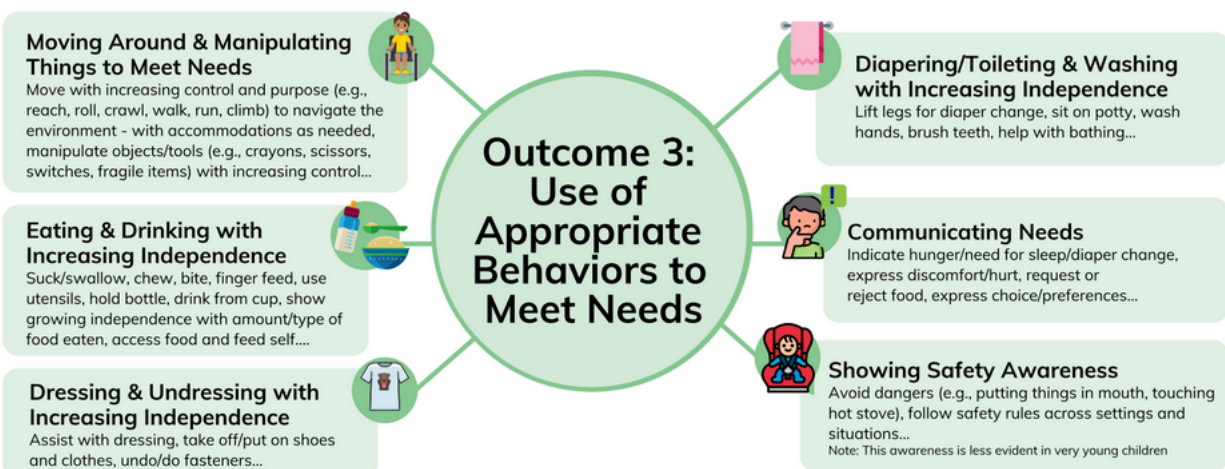 Moving Around & Manipulating
Things to Meet Needs
Move with increasing control and purpose (e.g.,
reach, roll, crawl, walk, run, climb) to navigate the
environment - with accommodations as needed,
manipulate objects/tools (e.g., crayons, scissors,
switches, fragile items) with increasing control...
Eating & Drinking with
Increasing Independence
Suck/swallow, chew, bite, finger feed, use
utensils, hold bottle, drink from cup, show
growing independence with amount/type of
food eaten, access food and feed self....
Dressing & Undressing with
Increasing Independence
Assist with dressing, take off/put on shoes
and clothes, undo/do fasteners...
Outcome 3:
Use of
Appropriate
Behaviors to
Meet Needs
Diapering/Toileting & Washing
with Increasing Independence
Lift legs for diaper change, sit on potty, wash
hands, brush teeth, help with bathing...
!
Communicating Needs
Indicate hunger/need for sleep/diaper change,
express discomfort/hurt, request or
reject food, express choice/preferences...
Showing Safety Awareness
Avoid dangers (e.g., putting things in mouth, touching
hot stove), follow safety rules across settings and
situations...
Note: This awareness is less evident in very young children